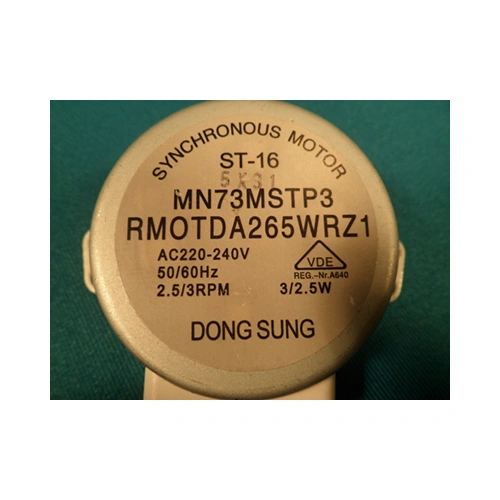 SYNCHRONOUS MOTOR
ST-16
5X31
MN73MSTP3
RMOTDA265WRZ1
AC220-240V
50/60Hz
2.5/3RPM
VDE
REG.-Nr.A640
3/2.5W
DONG SUNG